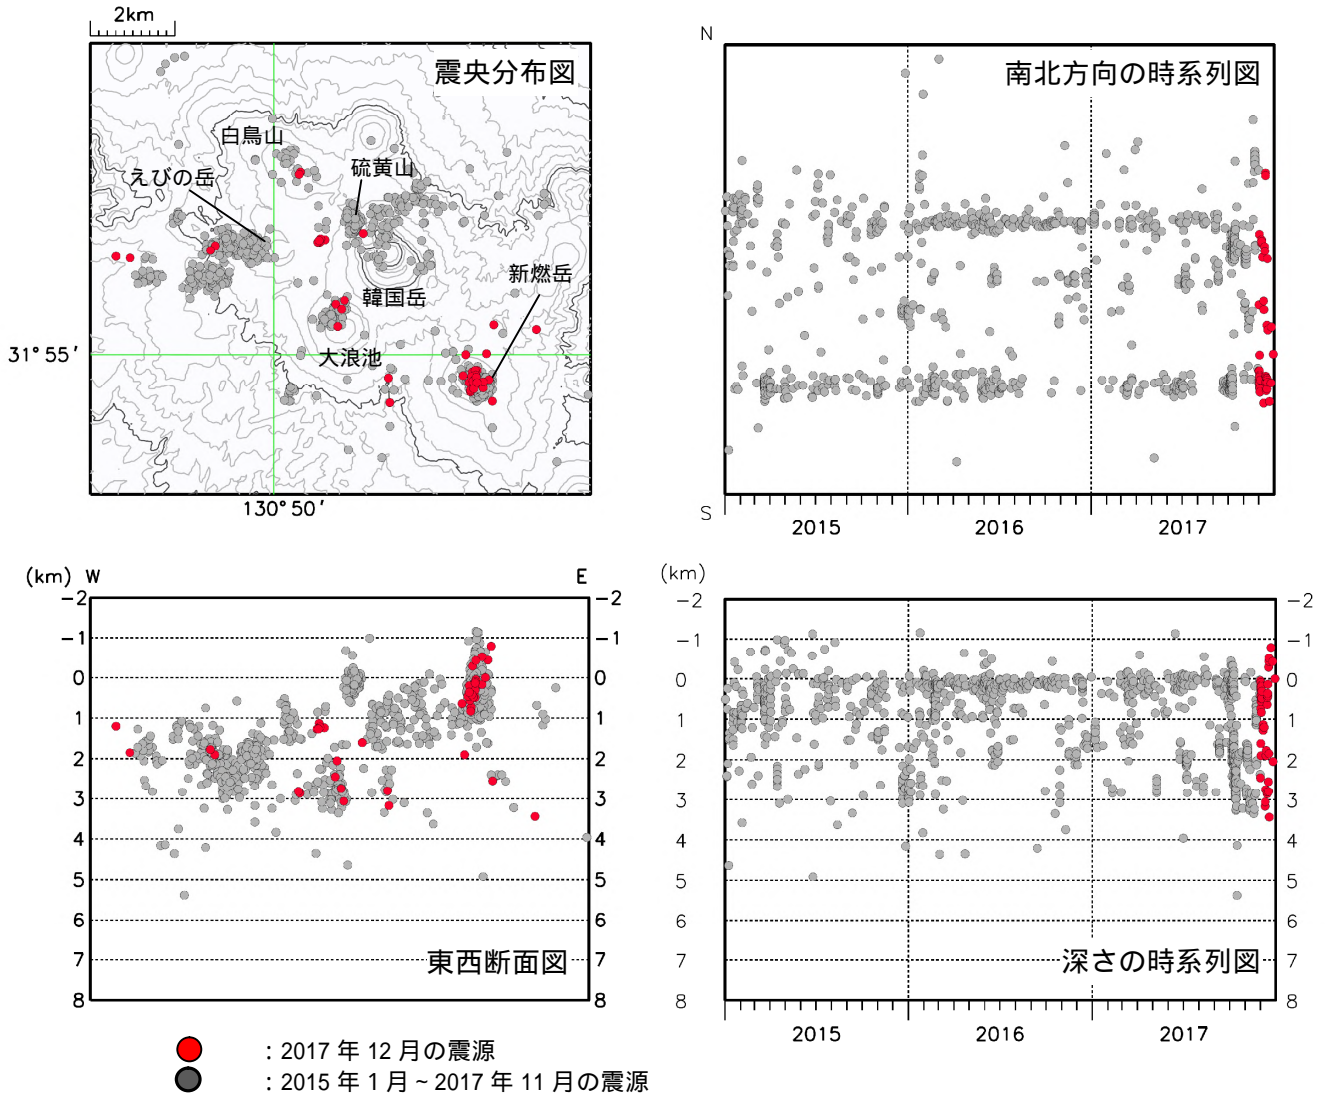 2km
震央分布図
白鳥山
えびの岳
硫黄山
新燃岳
韓国岳
大浪池
31°55′
130°50′
N
南北方向の時系列図
S
2015 2016 2017
(km) W E
-2 -2
-1 -1
0 0
1 1
2 2
3 3
4 4
5 5
6 6
7 7
8 8
東西断面図
(km)
-2 -2
-1 -1
0 0
1 1
2 2
3 3
4 4
5 5
6 6
7 7
8 8
深さの時系列図
2015 2016 2017
：2017 年 12 月の震源
：2015 年 1 月～2017 年 11 月の震源